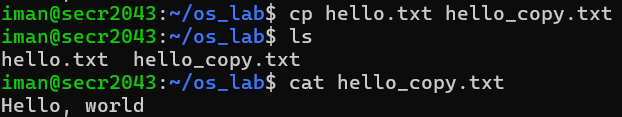 iman@secr2043:~/os_lab$ cp hello.txt hello_copy.txt
iman@secr2043:~/os_lab$ ls
hello.txt  hello_copy.txt
iman@secr2043:~/os_lab$ cat hello_copy.txt
Hello, world